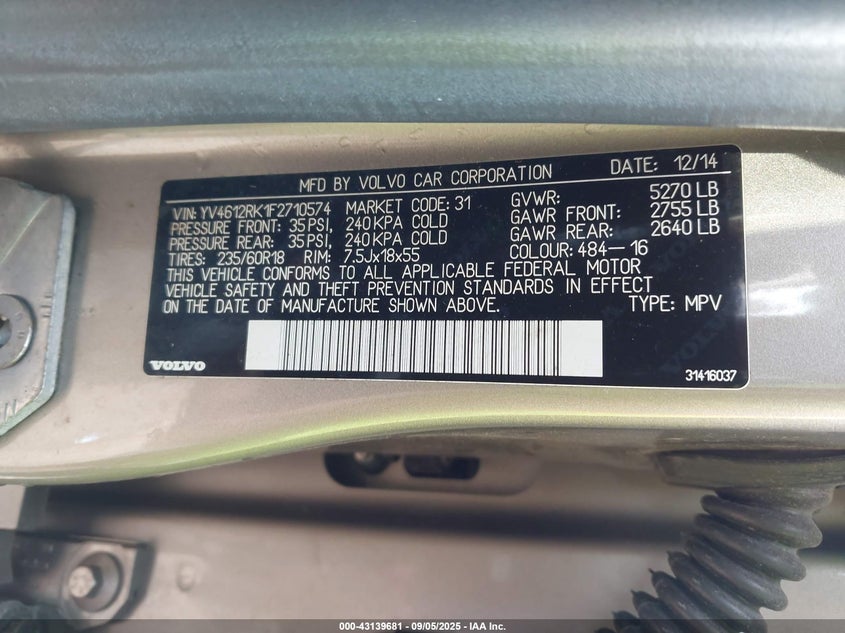 MFD BY VOLVO CAR CORPORATION DATE: 12/14
VIN: YV4612RK1F2710574 MARKET CODE: 31 GVWR: 5270 LB
PRESSURE FRONT: 35 PSI, 240 KPA COLD GAWR FRONT: 2755 LB
PRESSURE REAR: 35 PSI, 240 KPA COLD GAWR REAR: 2640 LB
TIRES: 235/60R18 RIM: 7.5Jx18x55 COLOUR: 484-16
THIS VEHICLE CONFORMS TO ALL APPLICABLE FEDERAL MOTOR
VEHICLE SAFETY AND THEFT PREVENTION STANDARDS IN EFFECT
ON THE DATE OF MANUFACTURE SHOWN ABOVE. TYPE: MPV
VOLVO 31416037
000-43139681 - 09/05/2025 - IAA Inc.